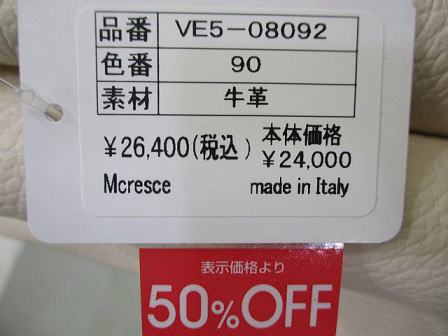 品番 VE5-08092
色番 90
素材 牛革
¥26,400(税込) 本体価格
¥24,000
Mcresce made in Italy
表示価格より
50%OFF